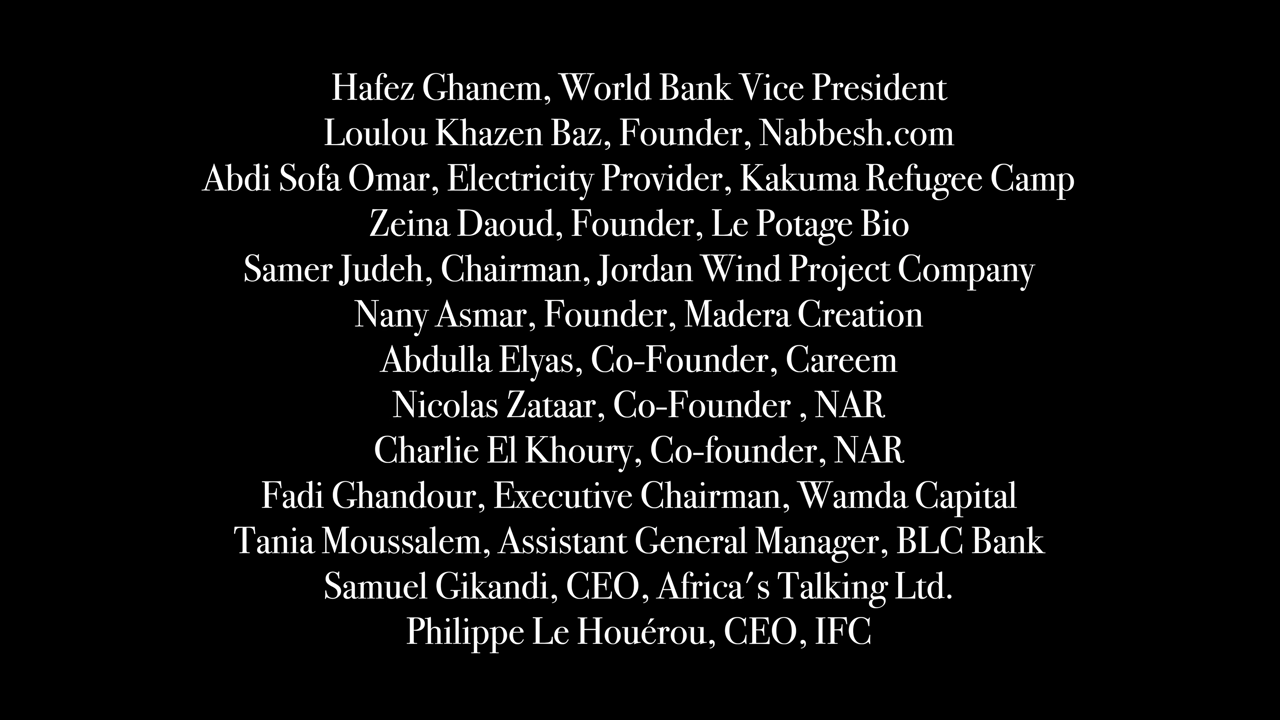 Hafez Ghanem, World Bank Vice President
Loulou Khazen Baz, Founder, Nabbesh.com
Abdi Sofa Omar, Electricity Provider, Kakuma Refugee Camp
Zeina Daoud, Founder, Le Potage Bio
Samer Judeh, Chairman, Jordan Wind Project Company
Nany Asmar, Founder, Madera Creation
Abdulla Elyas, Co-Founder, Careem
Nicolas Zataar, Co-Founder , NAR
Charlie El Khoury, Co-founder, NAR
Fadi Ghandour, Executive Chairman, Wamda Capital
Tania Moussalem, Assistant General Manager, BLC Bank
Samuel Gikandi, CEO, Africa's Talking Ltd.
Philippe Le Houérou, CEO, IFC